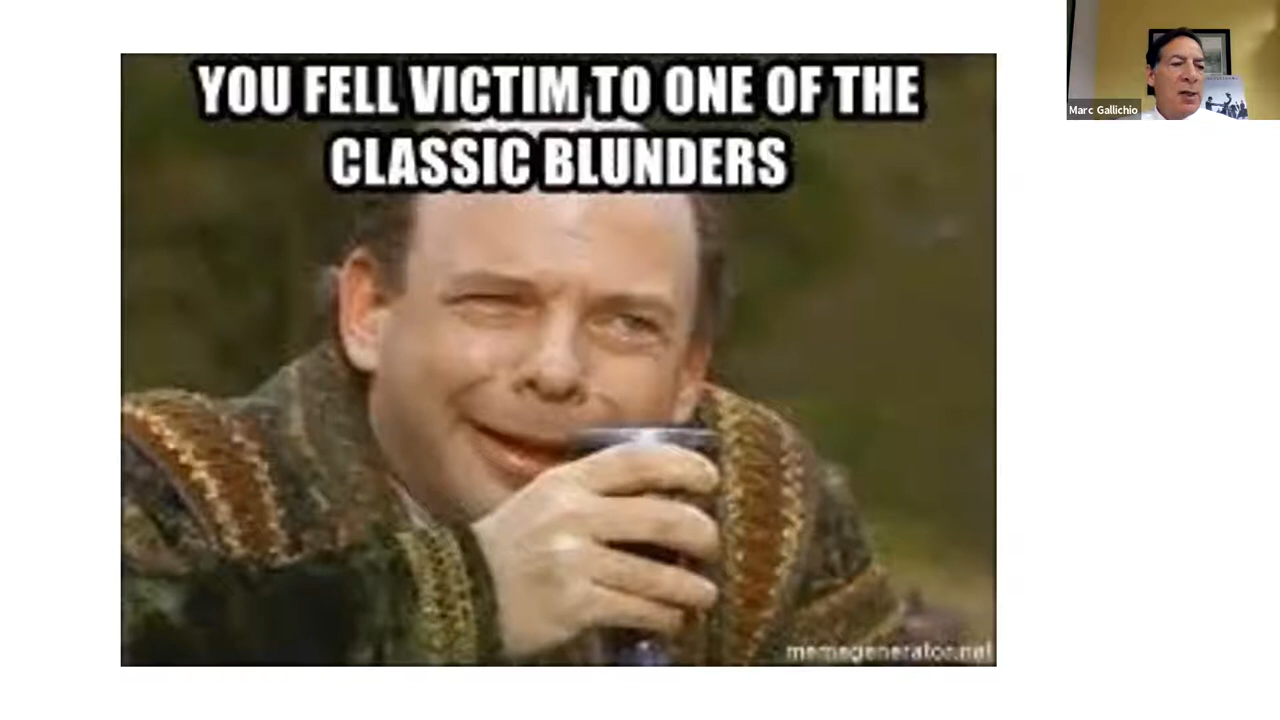 YOU FELL VICTIM TO ONE OF THE
CLASSIC BLUNDERS
memegenerator.net
Marc Gallichio